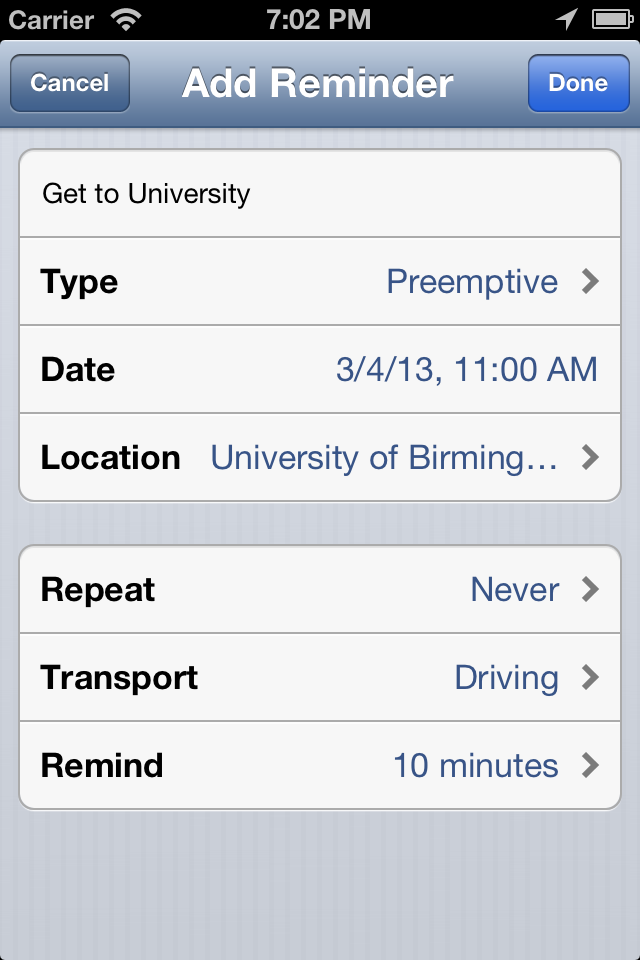 Carrier 7:02 PM
Cancel Add Reminder Done
Get to University
Type Preemptive
Date 3/4/13, 11:00 AM
Location University of Birming...
Repeat Never
Transport Driving
Remind 10 minutes